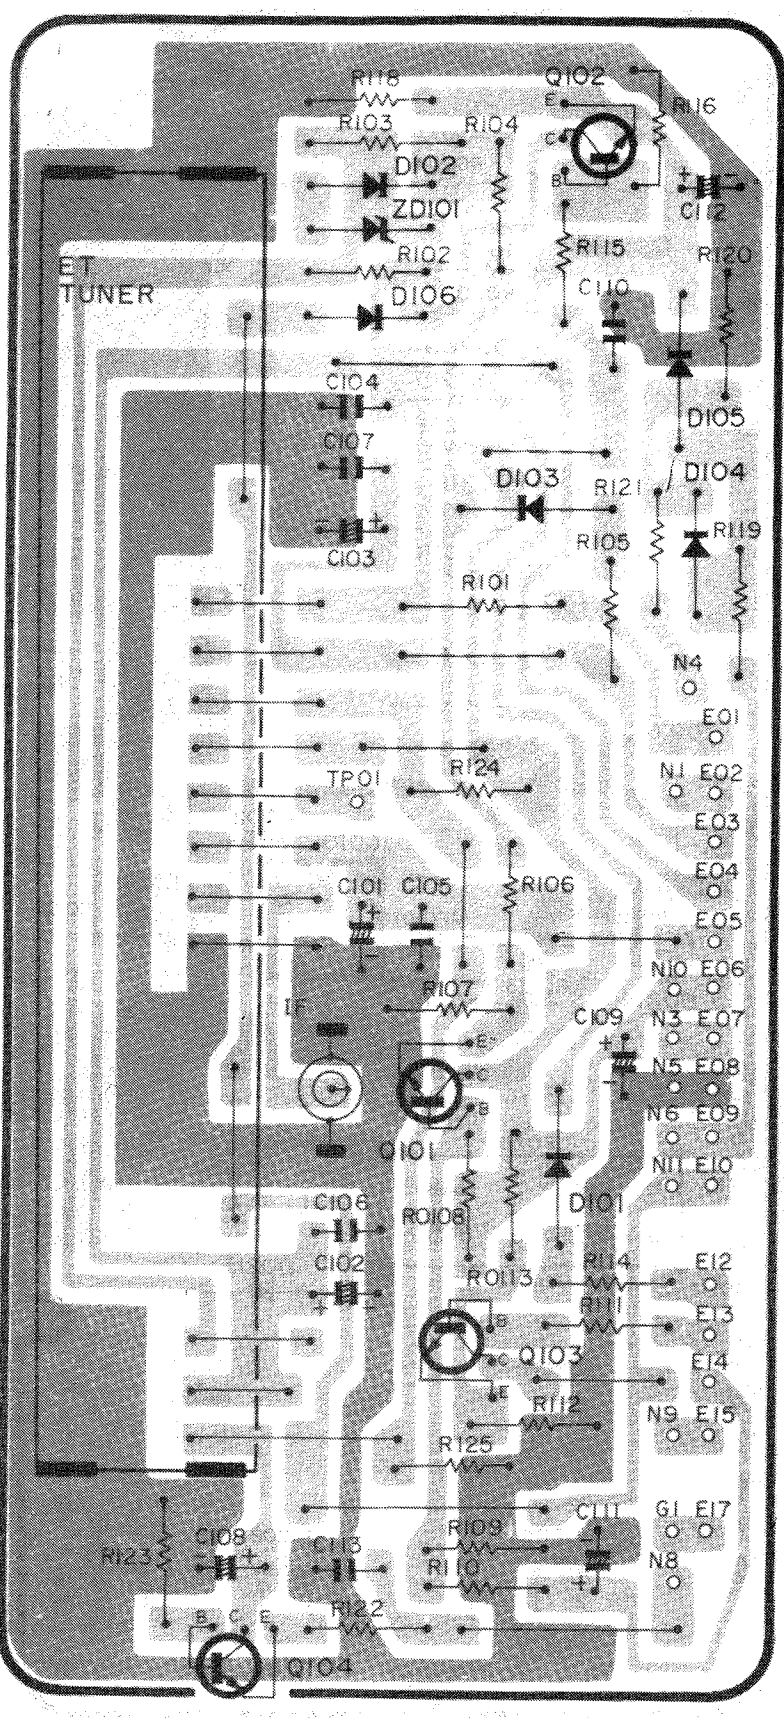 R118 Q102
E R116
R103 R104
C
D102
B + -
C112
ZD101
R102 R115 R120
ET
TUNER
D106 C110
C104
D105
C107
D103 R121 D104
- +
C103
R105 R119
R101
N4
E01
R124
TP01 N1 E02
E03
E04
C101 C105 R106
+
E05
-
N10 E06
R107
IF C109
N3 E07
E +
C N5 E08
-
B
N6 E09
Q101
N11 E10
C106 R0108 D101
C102 R0113 R114 E12
+ -
R111
B E13
C Q103
E14
E
R112
N9 E15
R125
C111 G1 E17
C108 R109 -
R123 - + C113
R110 N8
+
R122
B C E
Q104